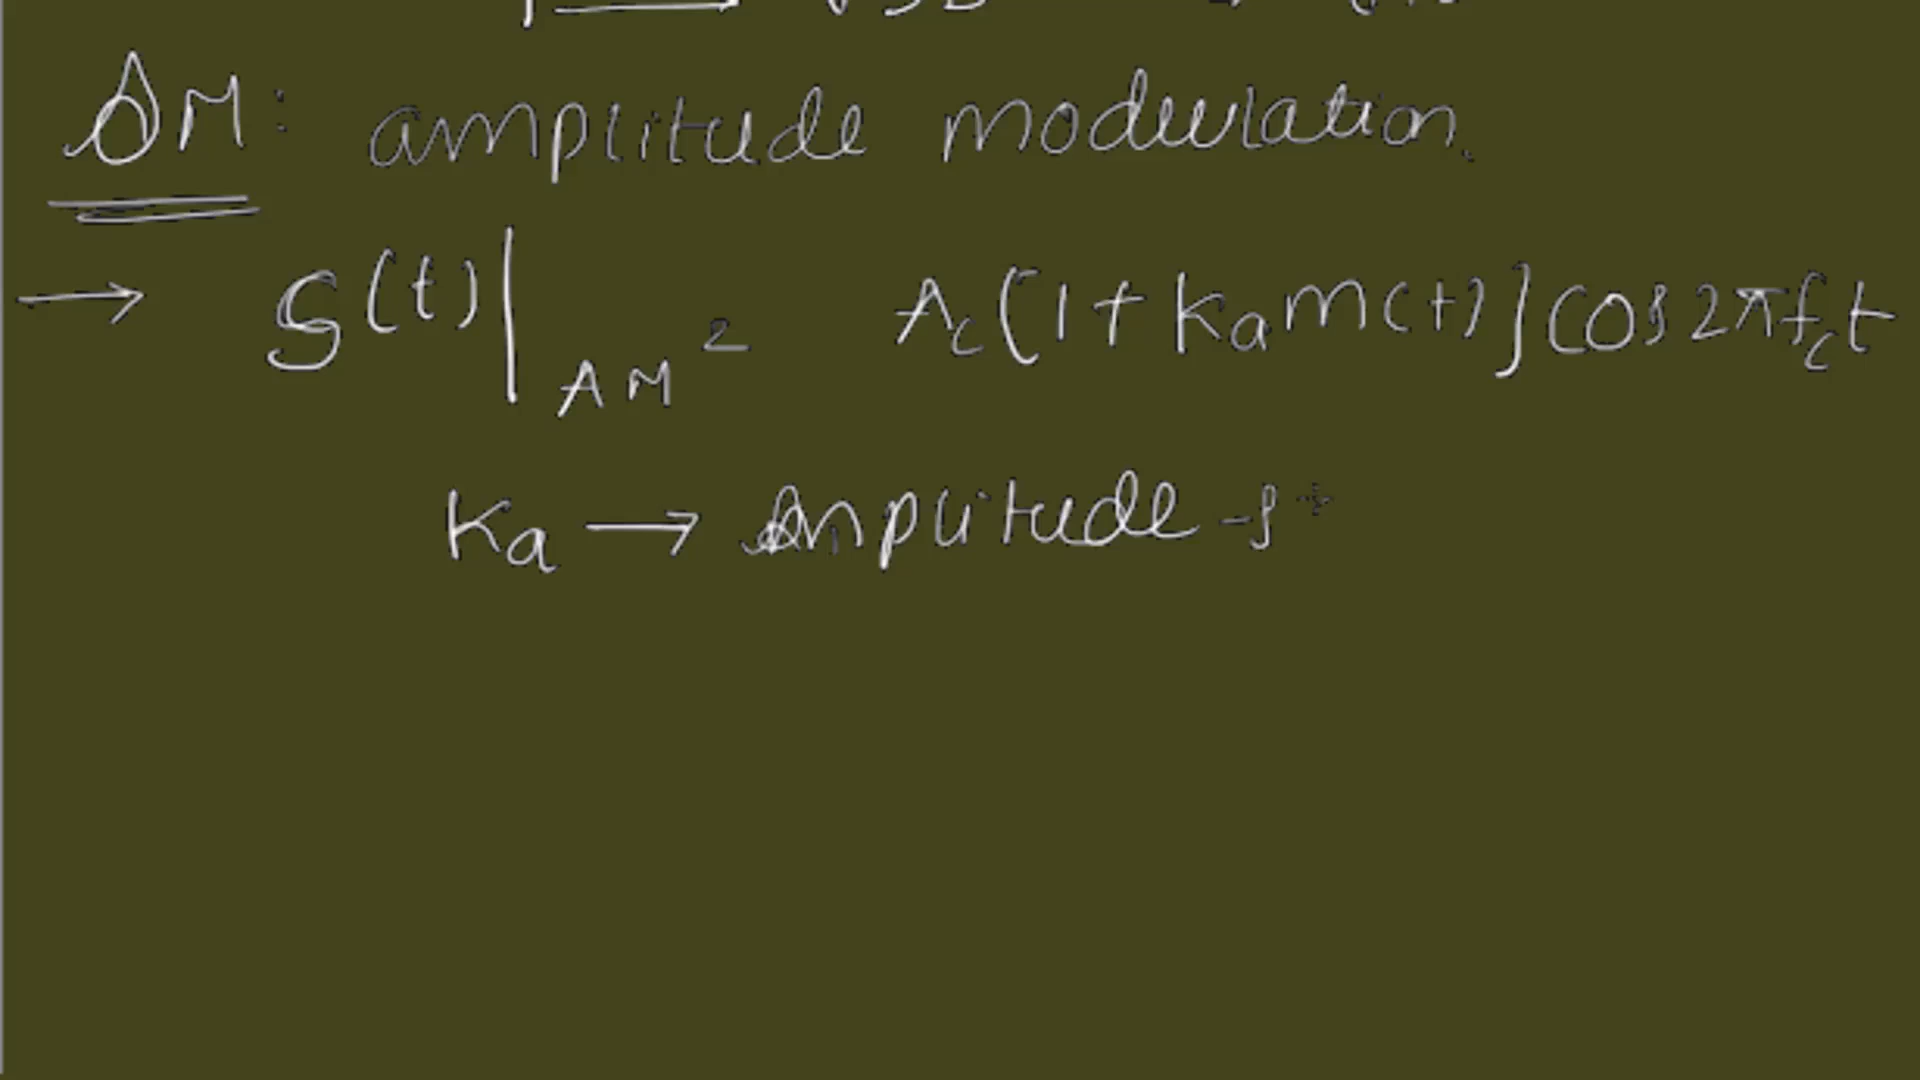 AM: amplitude modulation.
→ S(t)|AM = Ac[1+Kam(t)]cos2πfct
Ka → Amplitude-s